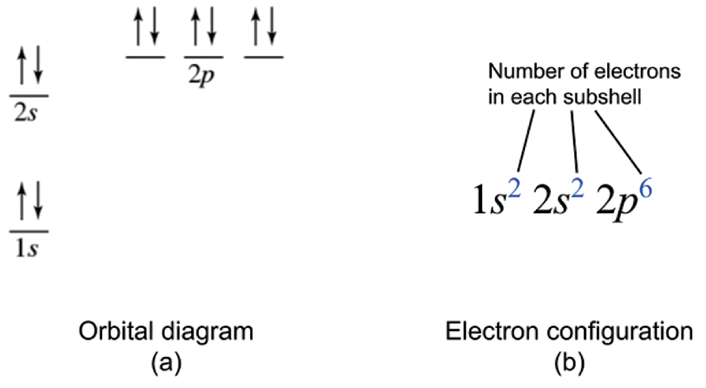 2s
2p
1s
Orbital diagram
(a)
Number of electrons
in each subshell
1s² 2s² 2p⁶
Electron configuration
(b)